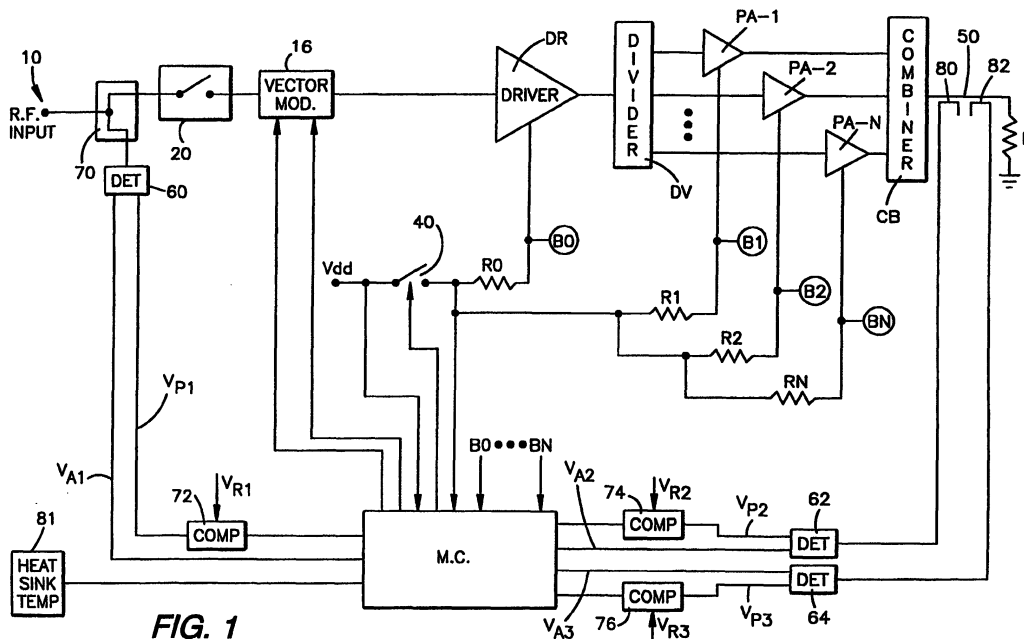 PA-1
DR
16
10
R.F.
INPUT
70
20
VECTOR
MOD.
DRIVER
DIVIDER
DV
PA-2
PA-N
COMBINER
CB
80
50
82
DET
60
40
Vdd
R0
B0
R1
B1
R2
B2
RN
BN
VP1
VA1
B0 ••• BN
VR1
72
COMP
M.C.
VA2
74
VR2
COMP
VP2
62
DET
81
HEAT
SINK
TEMP
VA3
76
COMP
VR3
VP3
DET
64
FIG. 1